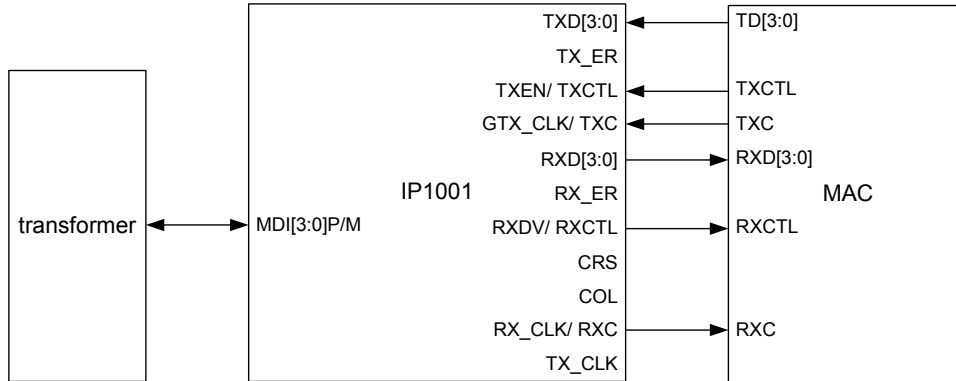 TXD[3:0] TD[3:0]
TX_ER
TXEN/ TXCTL TXCTL
GTX_CLK/ TXC TXC
RXD[3:0] RXD[3:0]
IP1001 RX_ER MAC
transformer MDI[3:0]P/M RXDV/ RXCTL RXCTL
CRS
COL
RX_CLK/ RXC RXC
TX_CLK